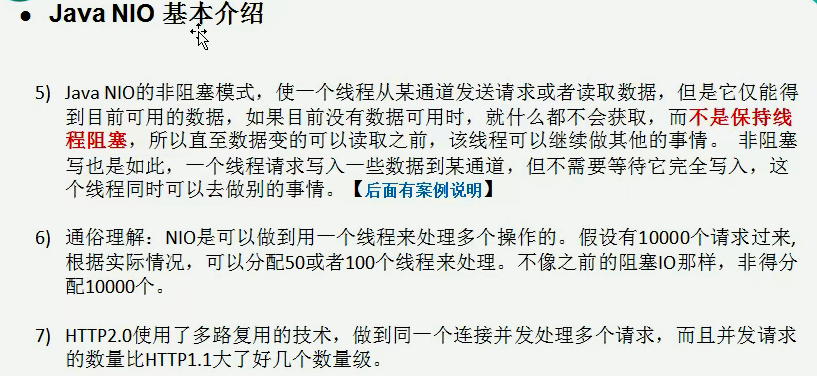 ● Java NIO 基本介绍
5) Java NIO的非阻塞模式，使一个线程从某通道发送请求或者读取数据，但是它仅能得
到目前可用的数据，如果目前没有数据可用时，就什么都不会获取，而不是保持线
程阻塞，所以直至数据变的可以读取之前，该线程可以继续做其他的事情。 非阻塞
写也是如此，一个线程请求写入一些数据到某通道，但不需要等待它完全写入，这
个线程同时可以去做别的事情。【后面有案例说明】
6) 通俗理解：NIO是可以做到用一个线程来处理多个操作的。假设有10000个请求过来,
根据实际情况，可以分配50或者100个线程来处理。不像之前的阻塞IO那样，非得分
配10000个。
7) HTTP2.0使用了多路复用的技术，做到同一个连接并发处理多个请求，而且并发请求
的数量比HTTP1.1大了好几个数量级。